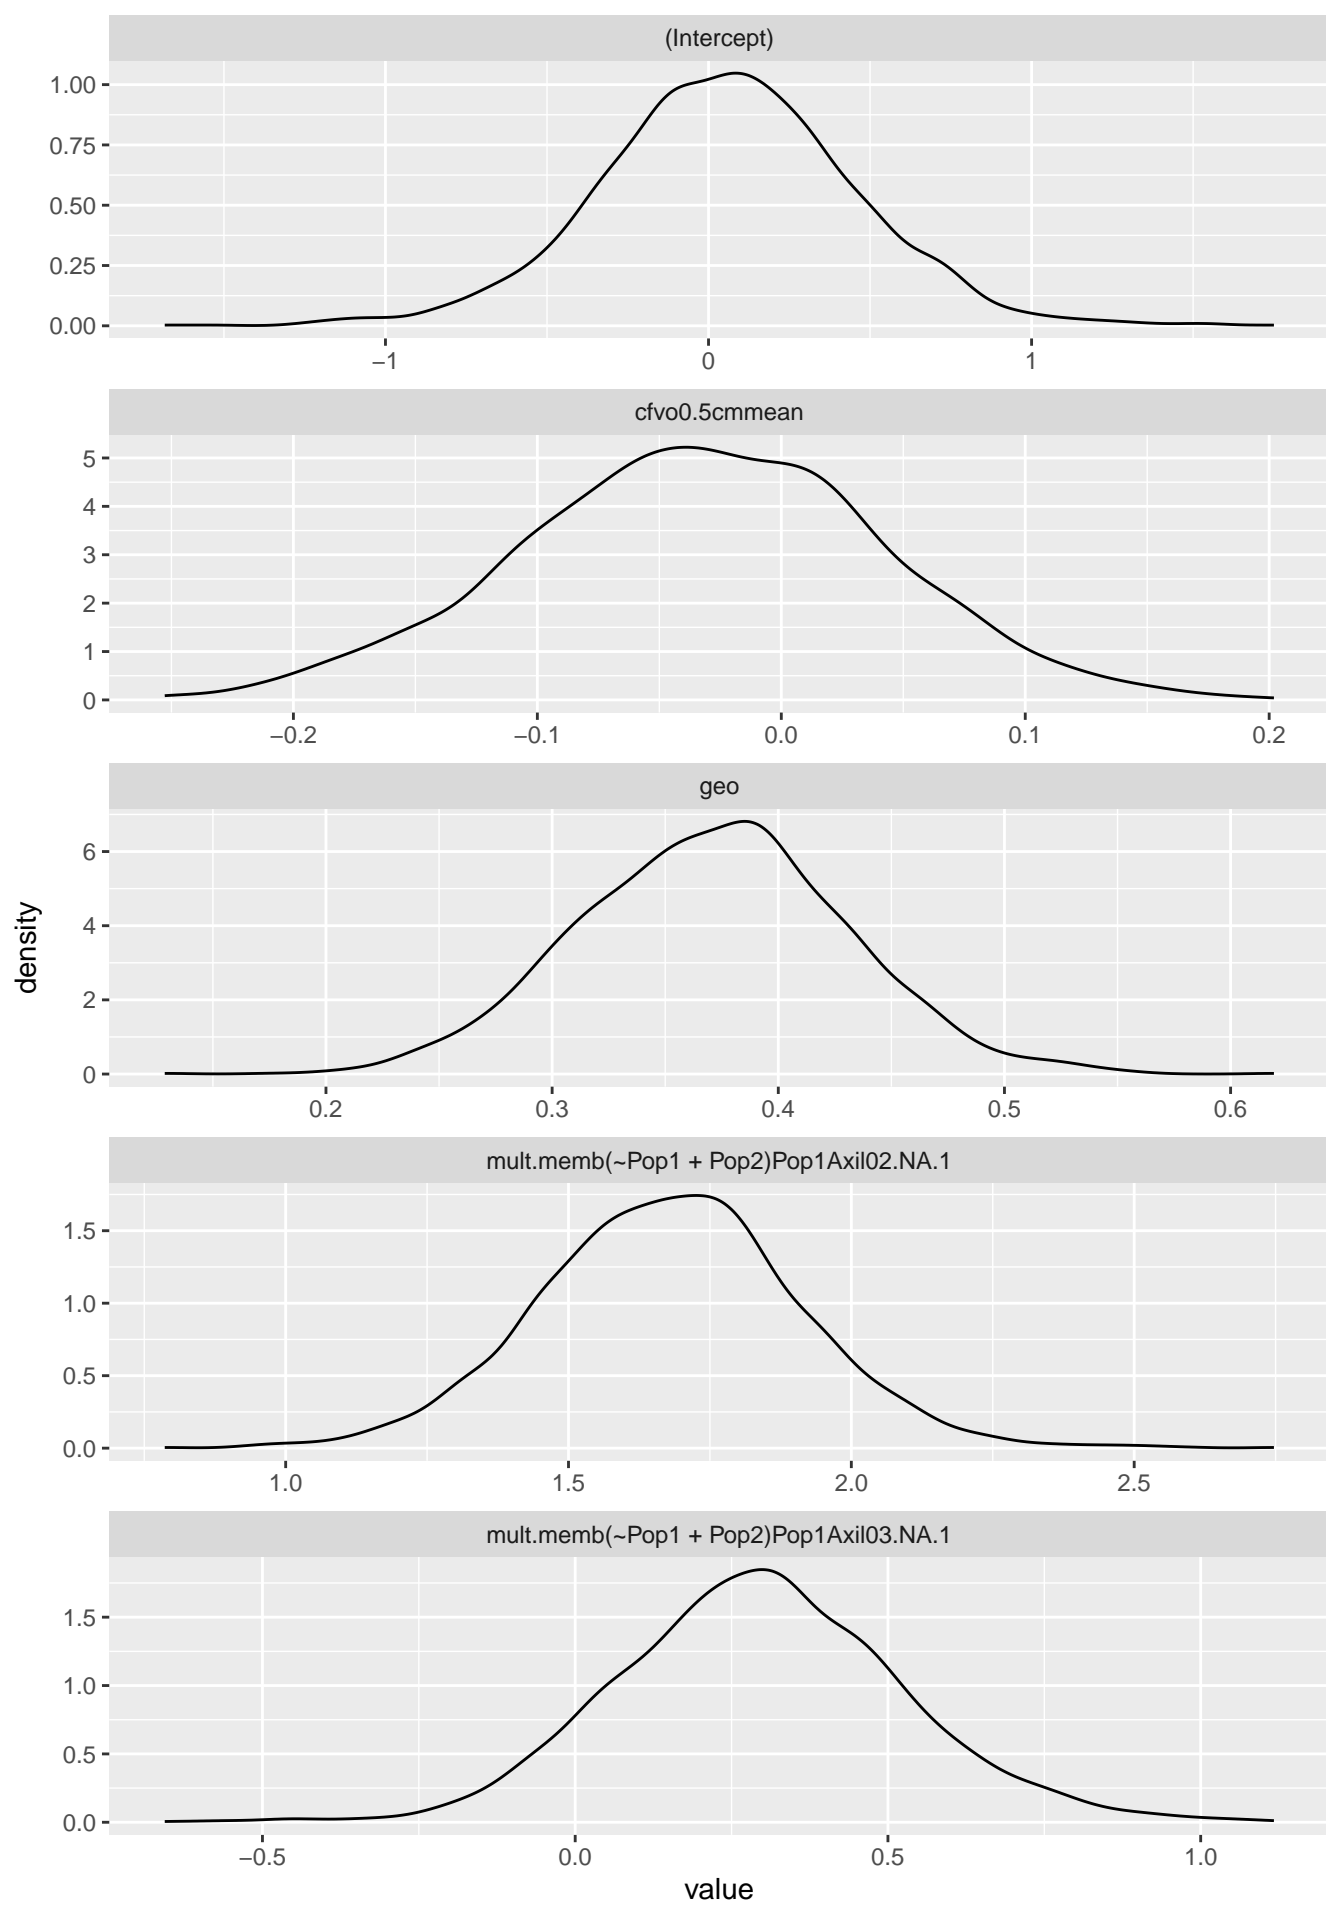 (Intercept)
1.00
0.75
0.50
0.25
0.00
−1 0 1
cfvo0.5cmmean
5
4
3
2
1
0
−0.2 −0.1 0.0 0.1 0.2
geo
6
4
2
0
0.2 0.3 0.4 0.5 0.6
density
mult.memb(~Pop1 + Pop2)Pop1Axil02.NA.1
1.5
1.0
0.5
0.0
1.0 1.5 2.0 2.5
mult.memb(~Pop1 + Pop2)Pop1Axil03.NA.1
1.5
1.0
0.5
0.0
−0.5 0.0 0.5 1.0
value